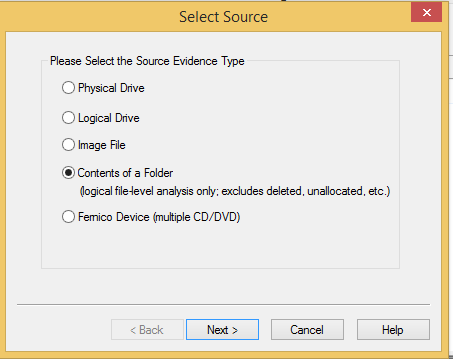 Select Source
Please Select the Source Evidence Type
Physical Drive
Logical Drive
Image File
Contents of a Folder
(logical file-level analysis only; excludes deleted, unallocated, etc.)
Fernico Device (multiple CD/DVD)
< Back Next > Cancel Help